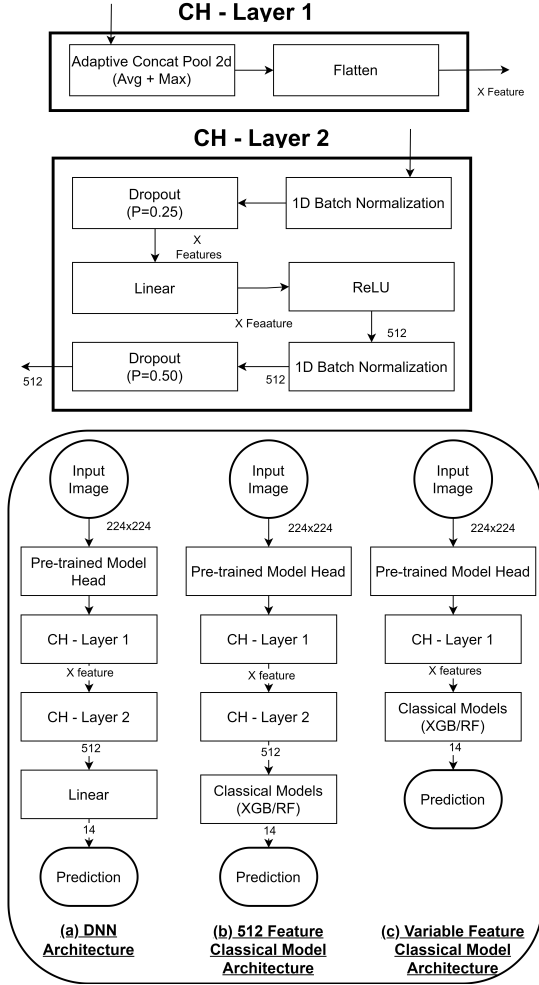 CH - Layer 1
Adaptive Concat Pool 2d
(Avg + Max)
Flatten
X Feature
CH - Layer 2
Dropout
(P=0.25)
1D Batch Normalization
X
Features
Linear
ReLU
X Feaature
512
Dropout
(P=0.50)
512
1D Batch Normalization
512
Input
Image
224x224
Pre-trained Model
Head
CH - Layer 1
X feature
CH - Layer 2
512
Linear
14
Prediction
(a) DNN
Architecture
Input
Image
224x224
Pre-trained Model Head
CH - Layer 1
X feature
CH - Layer 2
512
Classical Models
(XGB/RF)
14
Prediction
(b) 512 Feature
Classical Model
Architecture
Input
Image
224x224
Pre-trained Model Head
CH - Layer 1
X features
Classical Models
(XGB/RF)
14
Prediction
(c) Variable Feature
Classical Model
Architecture